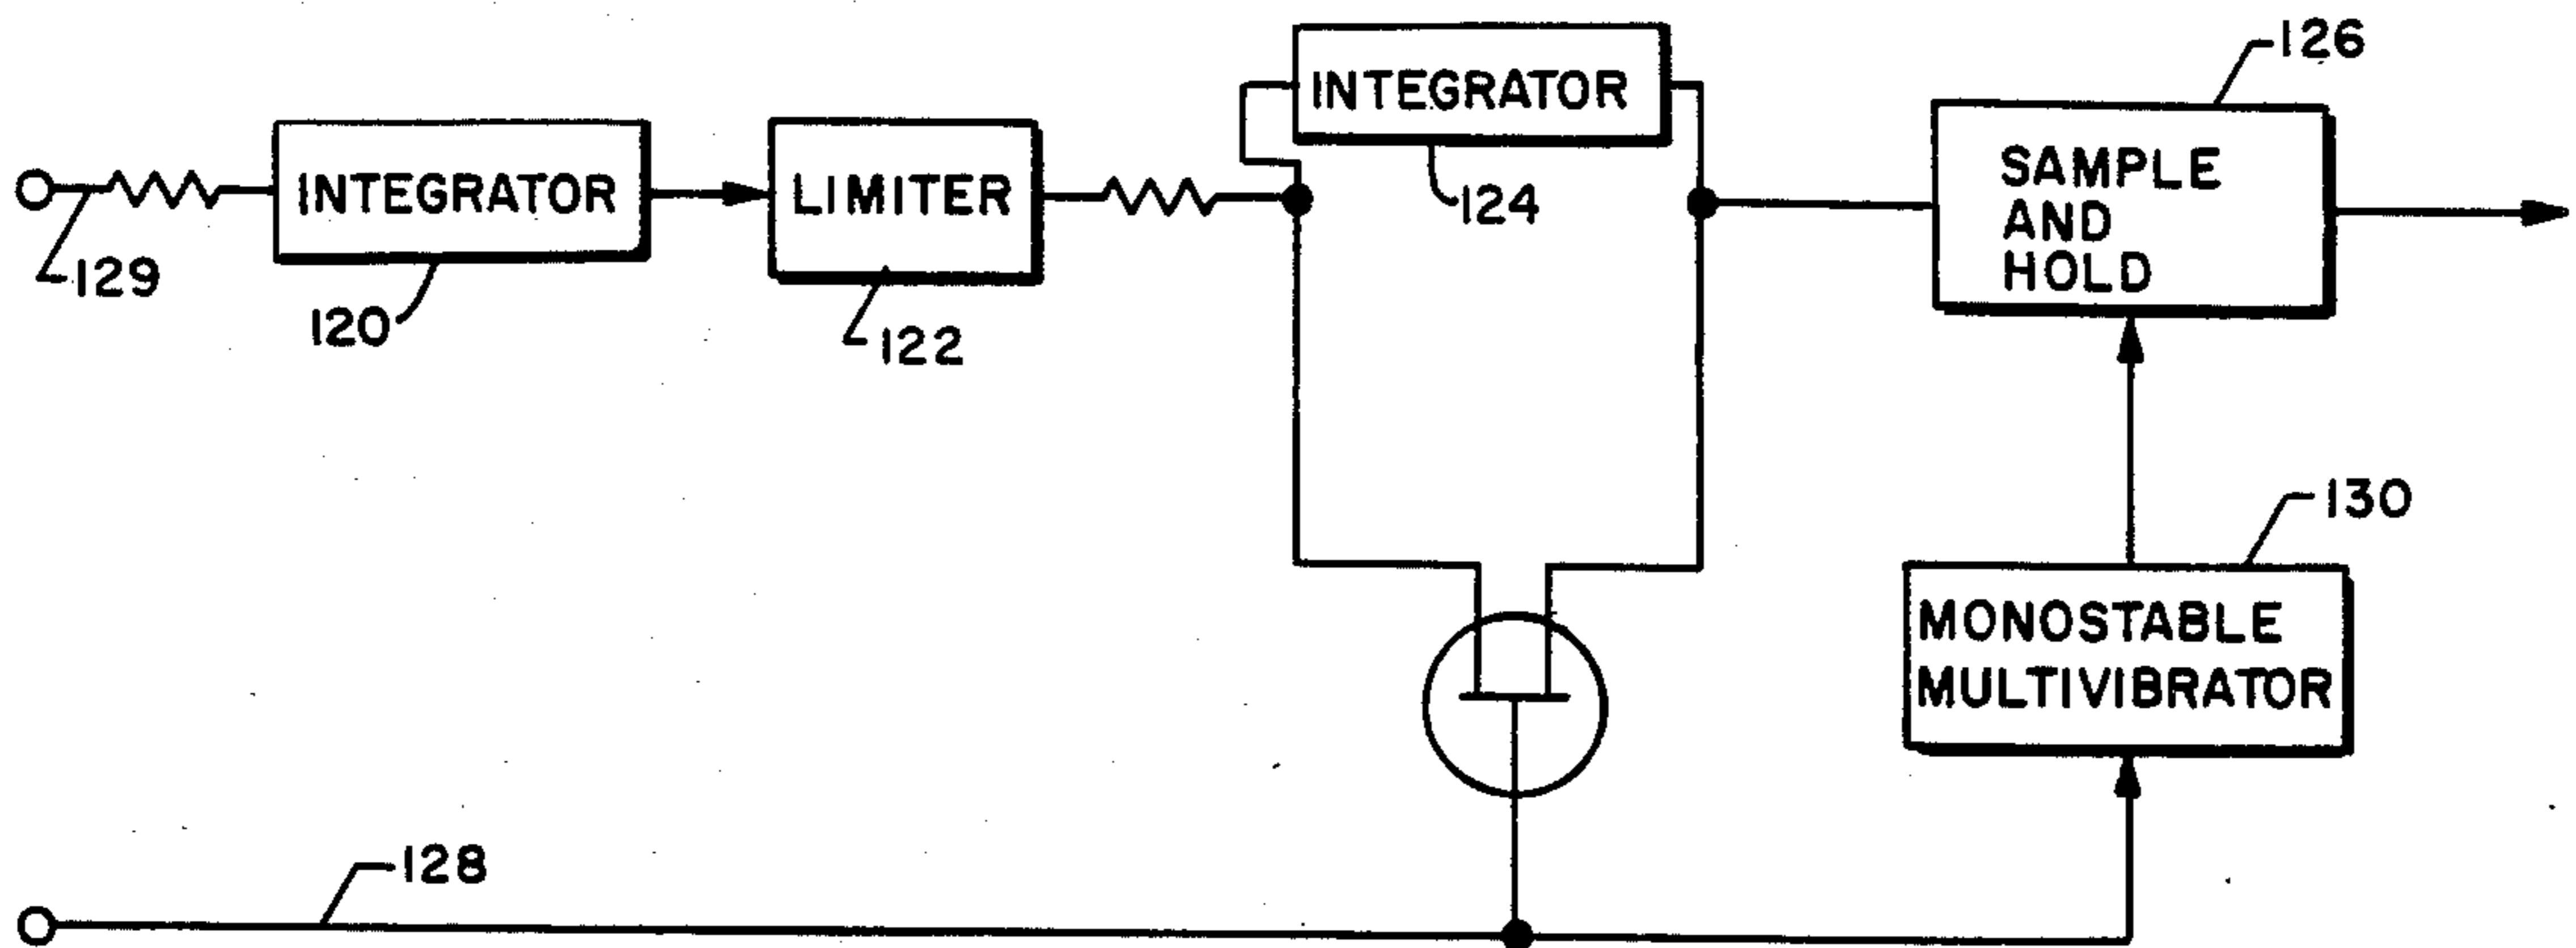 126
INTEGRATOR
124
INTEGRATOR
LIMITER
SAMPLE
AND
HOLD
129
120
122
130
MONOSTABLE
MULTIVIBRATOR
128